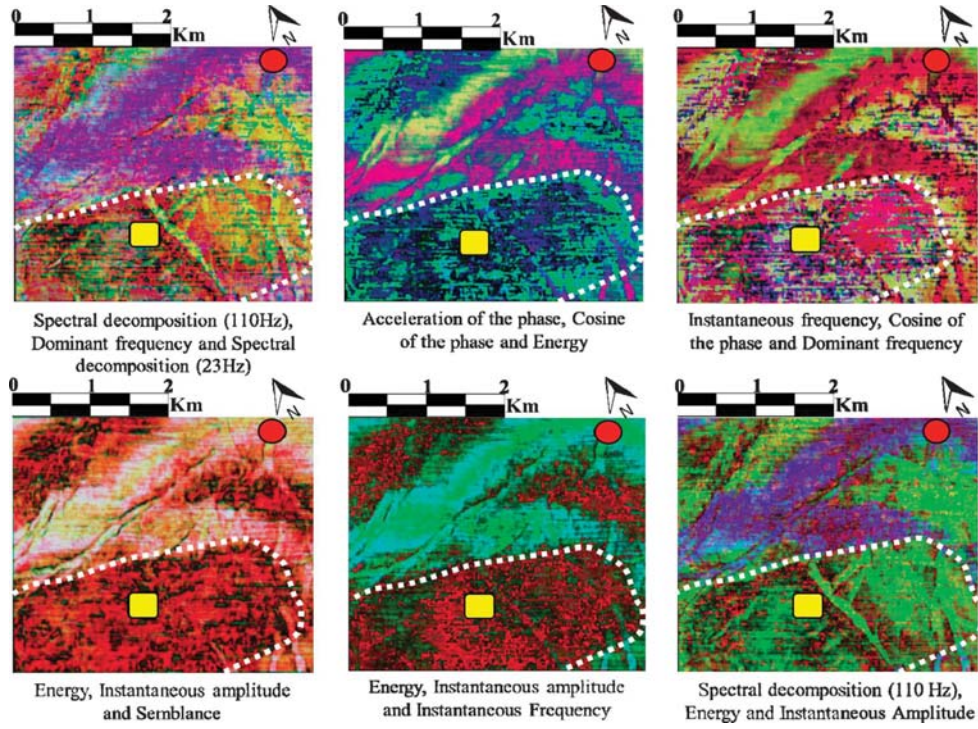 0 1 2
Km
N
0 1 2
Km
N
0 1 2
Km
N
Spectral decomposition (110Hz),
Dominant frequency and Spectral
decomposition (23Hz)
Acceleration of the phase, Cosine
of the phase and Energy
Instantaneous frequency, Cosine of
the phase and Dominant frequency
0 1 2
Km
N
0 1 2
Km
N
0 1 2
Km
N
Energy, Instantaneous amplitude
and Semblance
Energy, Instantaneous amplitude
and Instantaneous Frequency
Spectral decomposition (110 Hz),
Energy and Instantaneous Amplitude